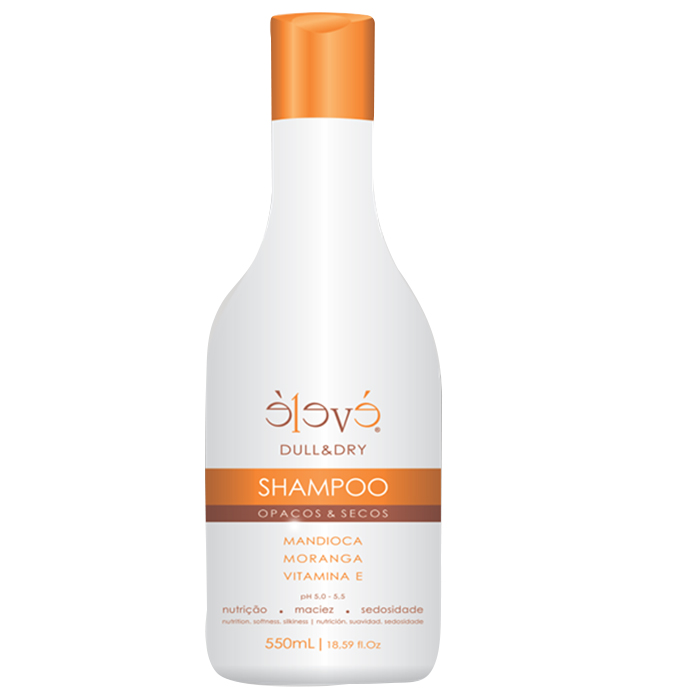 élevé®
DULL&DRY
SHAMPOO
OPACOS & SECOS
MANDIOCA
MORANGA
VITAMINA E
pH 5,0 - 5,5
nutrição . maciez . sedosidade
nutrition, softness, silkiness | nutrición, suavidad, sedosidade
550mL | 18.59 fl.Oz